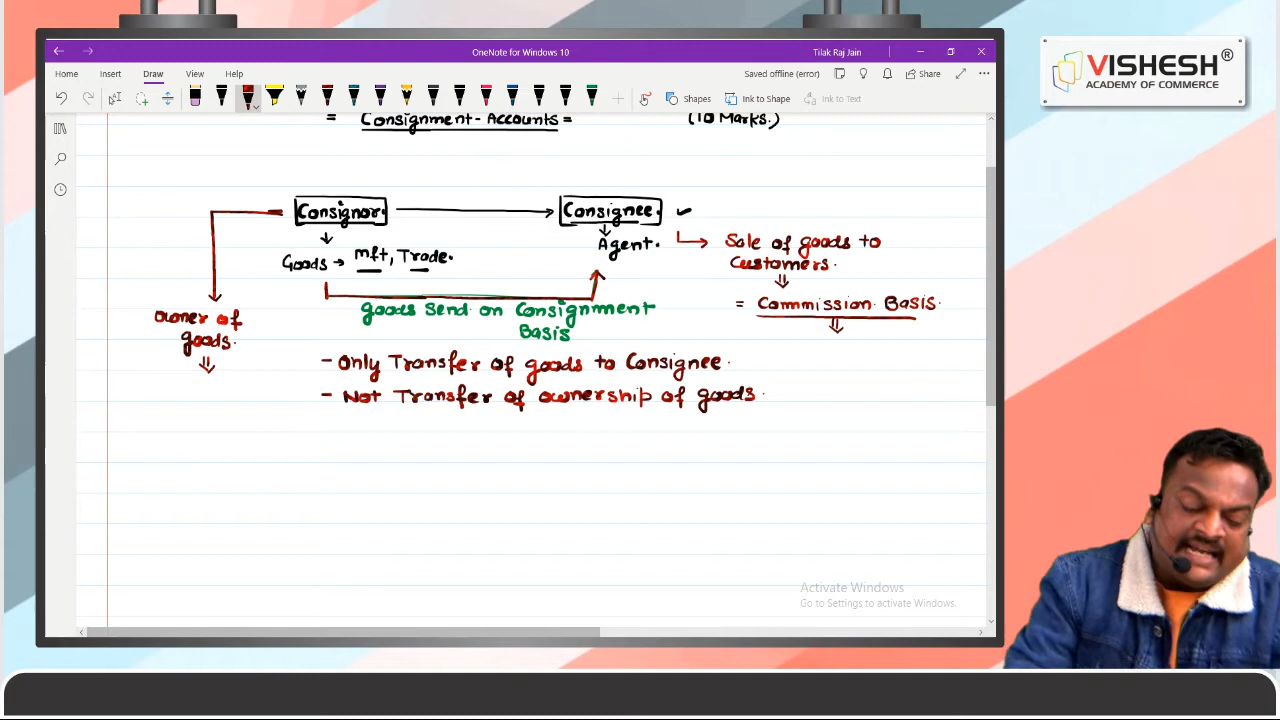 OneNote for Windows 10
Tilak Raj Jain
Home Insert Draw View Help
Saved offline (error)
Share
Shapes
Ink to Shape
Ink to Text
VISHESH®
ACADEMY OF COMMERCE
= Consignment - Accounts = (10 Marks.)
Consignor. → Consignee.
Goods → mft, Trade.
Agent.
Sale of goods to
Customers.
= Commission Basis.
goods Send on Consignment
Basis
owner of
goods.
- Only Transfer of goods to Consignee.
- Not Transfer of ownership of goods.
Activate Windows
Go to Settings to activate Windows.